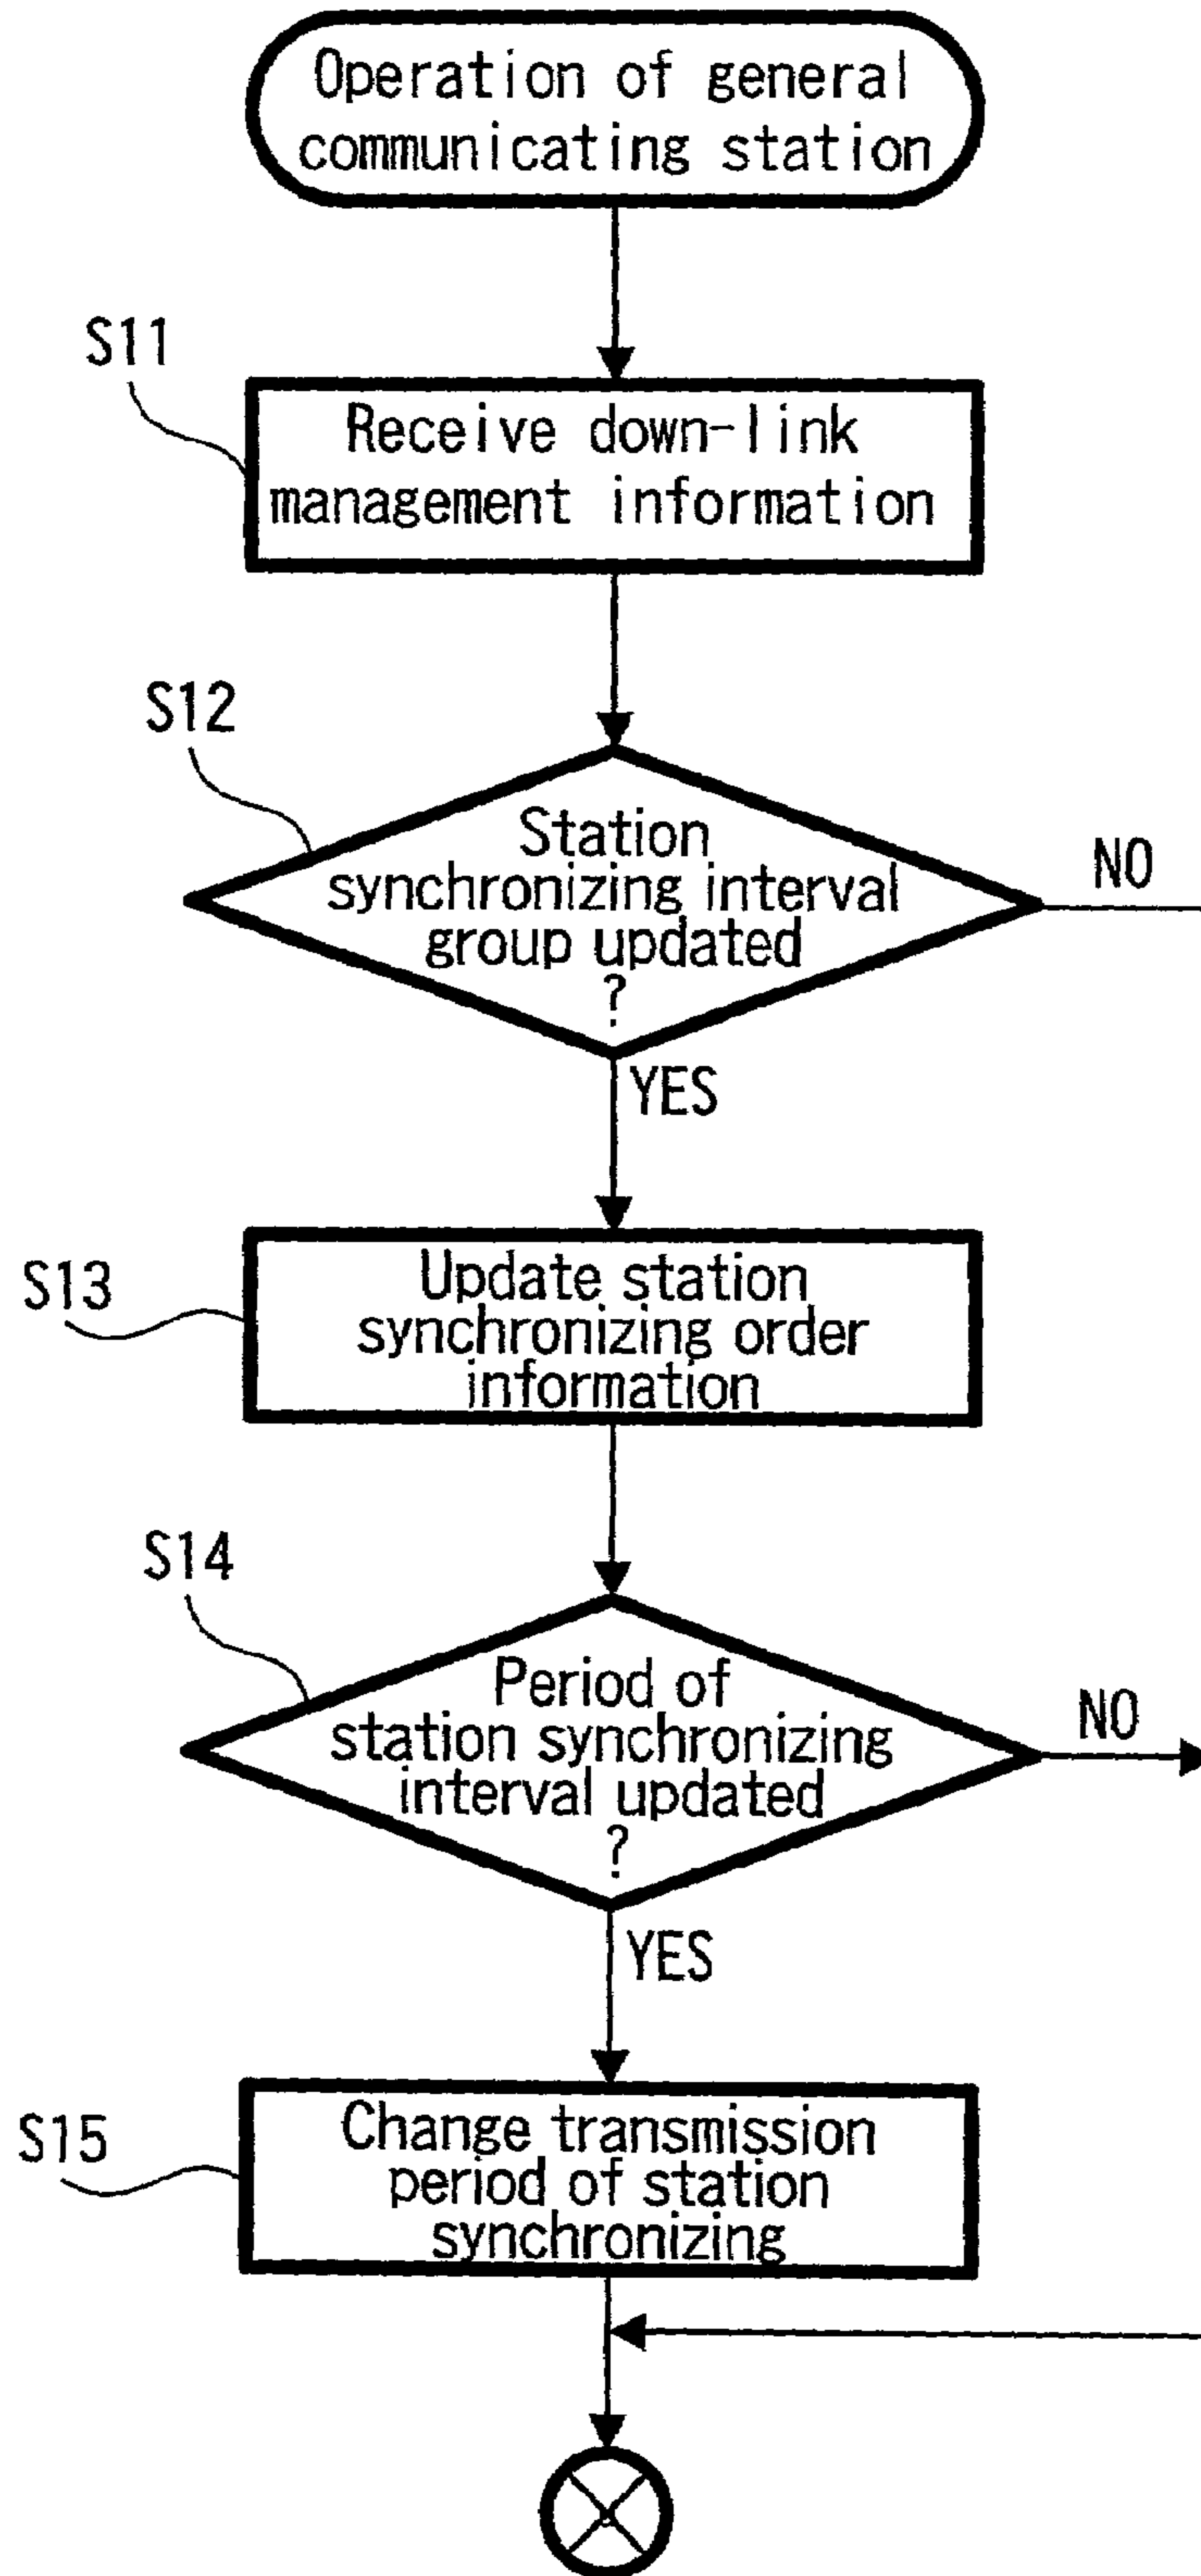 Operation of general
communicating station
S11
Receive down-link
management information
S12
Station
synchronizing interval
group updated
?
NO
YES
S13
Update station
synchronizing order
information
S14
Period of
station synchronizing
interval updated
?
NO
YES
S15
Change transmission
period of station
synchronizing